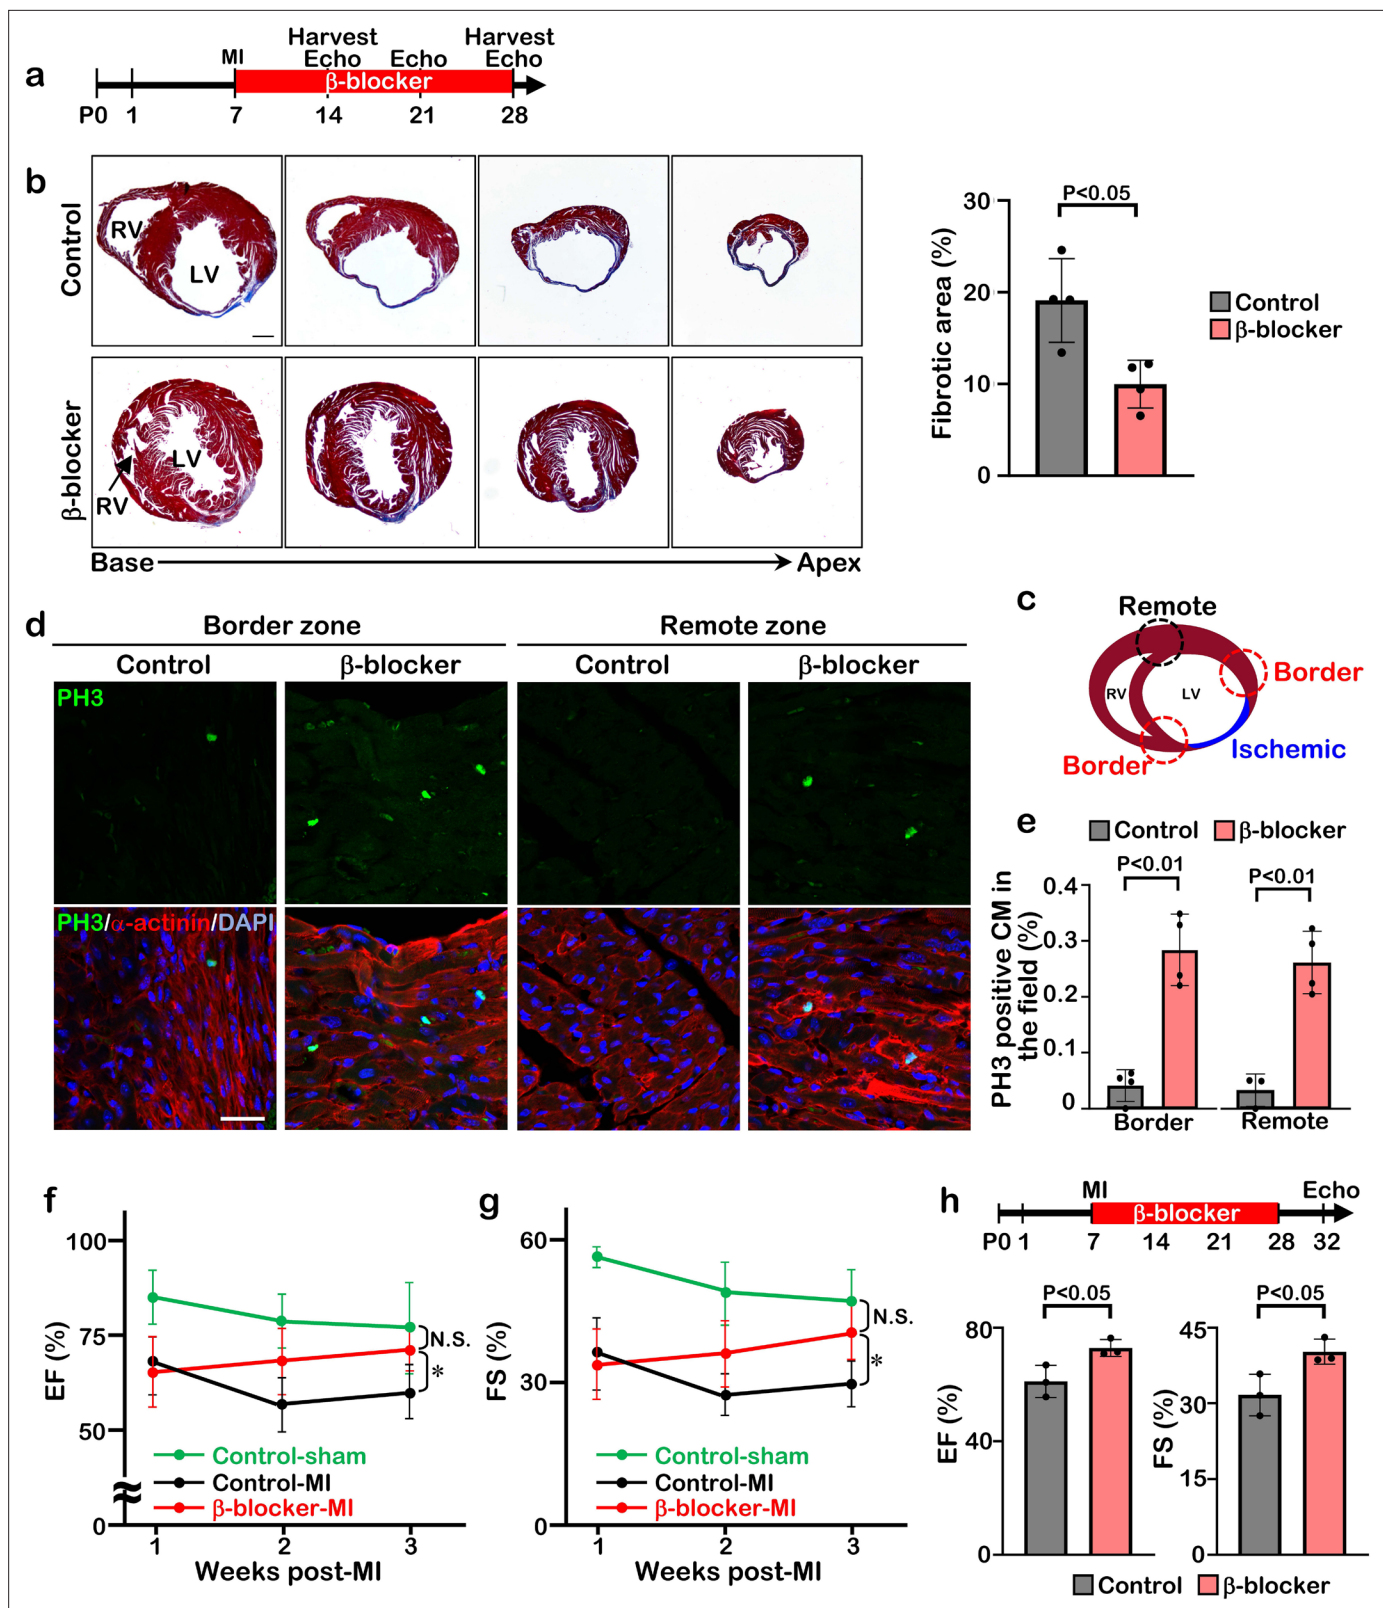 a
MI
Harvest
Echo
Echo
Harvest
Echo
β-blocker
P0 1 7 14 21 28
b
Control
RV
LV
β-blocker
LV
RV
Base
Apex
P<0.05
Fibrotic area (%)
30
20
10
0
Control
β-blocker
c
Remote
Border
RV
LV
Border
Ischemic
d
Border zone
Remote zone
Control
β-blocker
Control
β-blocker
PH3
PH3/α-actinin/DAPI
e
Control
β-blocker
P<0.01
P<0.01
PH3 positive CM in
the field (%)
0.4
0.3
0.2
0.1
0
Border
Remote
f
EF (%)
100
75
50
0
N.S.
*
Control-sham
Control-MI
β-blocker-MI
1 2 3
Weeks post-MI
g
FS (%)
60
30
0
N.S.
*
Control-sham
Control-MI
β-blocker-MI
1 2 3
Weeks post-MI
h
MI
Echo
β-blocker
P0 1 7 14 21 28 32
P<0.05
EF (%)
80
40
0
P<0.05
FS (%)
45
30
15
0
Control
β-blocker